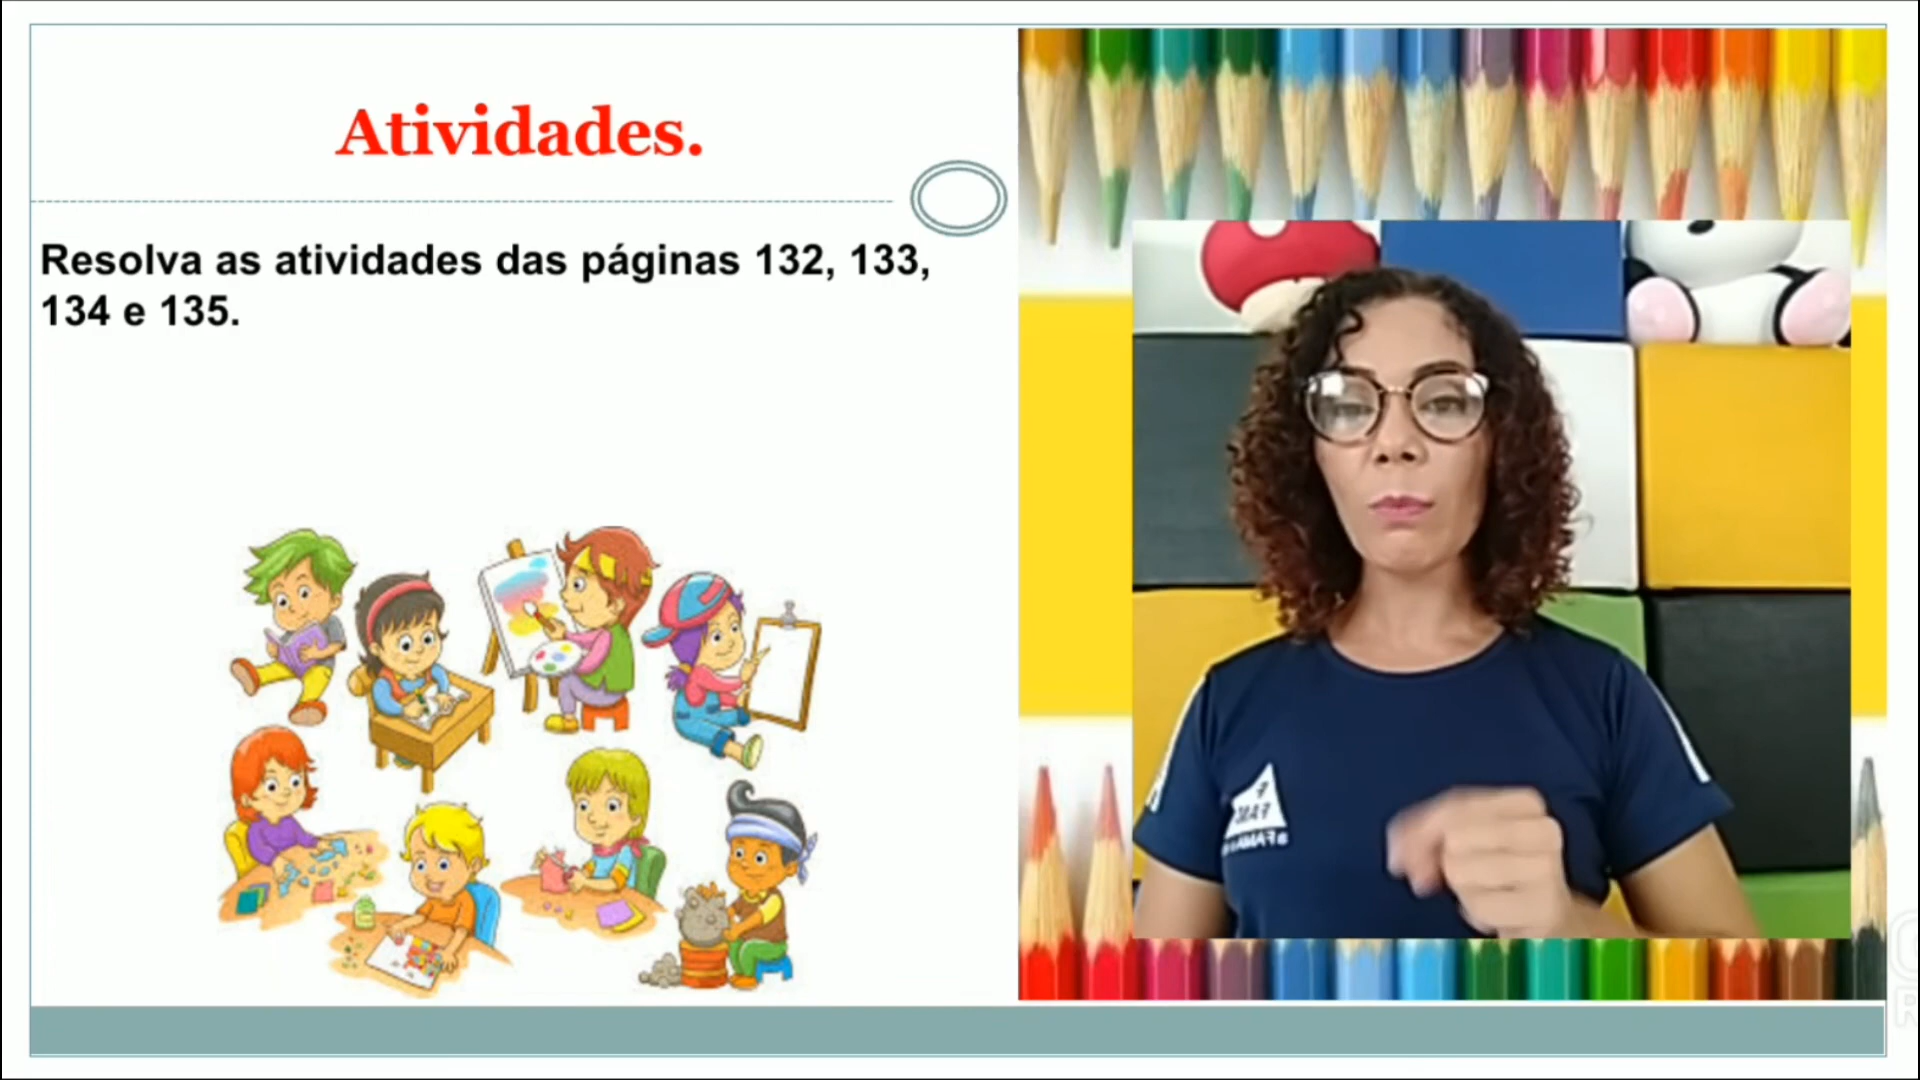 Atividades.
Resolva as atividades das páginas 132, 133,
134 e 135.